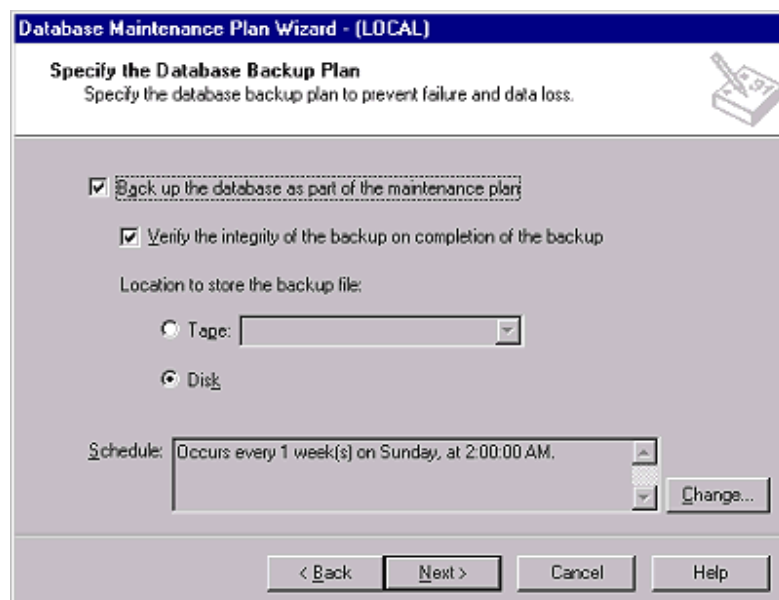 Database Maintenance Plan Wizard - (LOCAL)
Specify the Database Backup Plan
Specify the database backup plan to prevent failure and data loss.
Back up the database as part of the maintenance plan
Verify the integrity of the backup on completion of the backup
Location to store the backup file:
Tape:
Disk
Schedule: Occurs every 1 week(s) on Sunday, at 2:00:00 AM.
Change...
< Back Next > Cancel Help